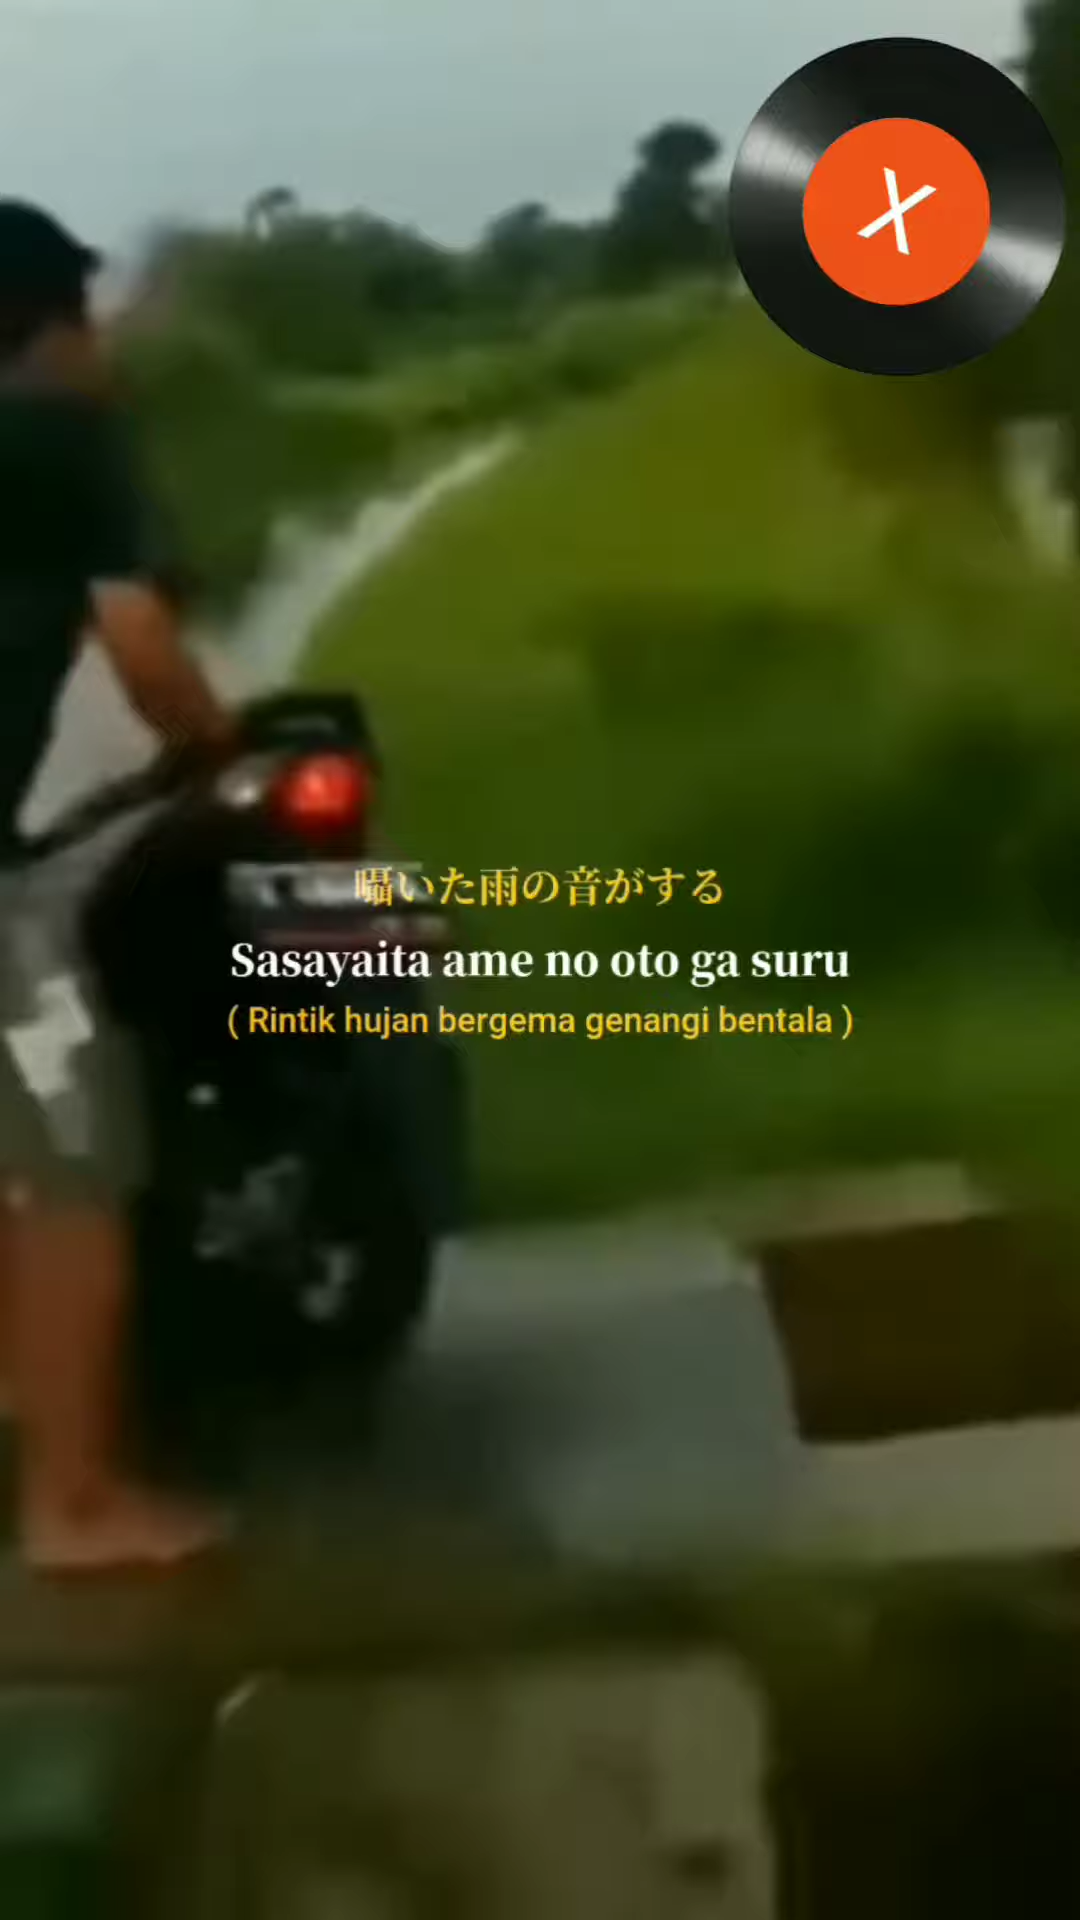 X
囁いた雨の音がする
Sasayaita ame no oto ga suru
( Rintik hujan bergema genangi bentala )